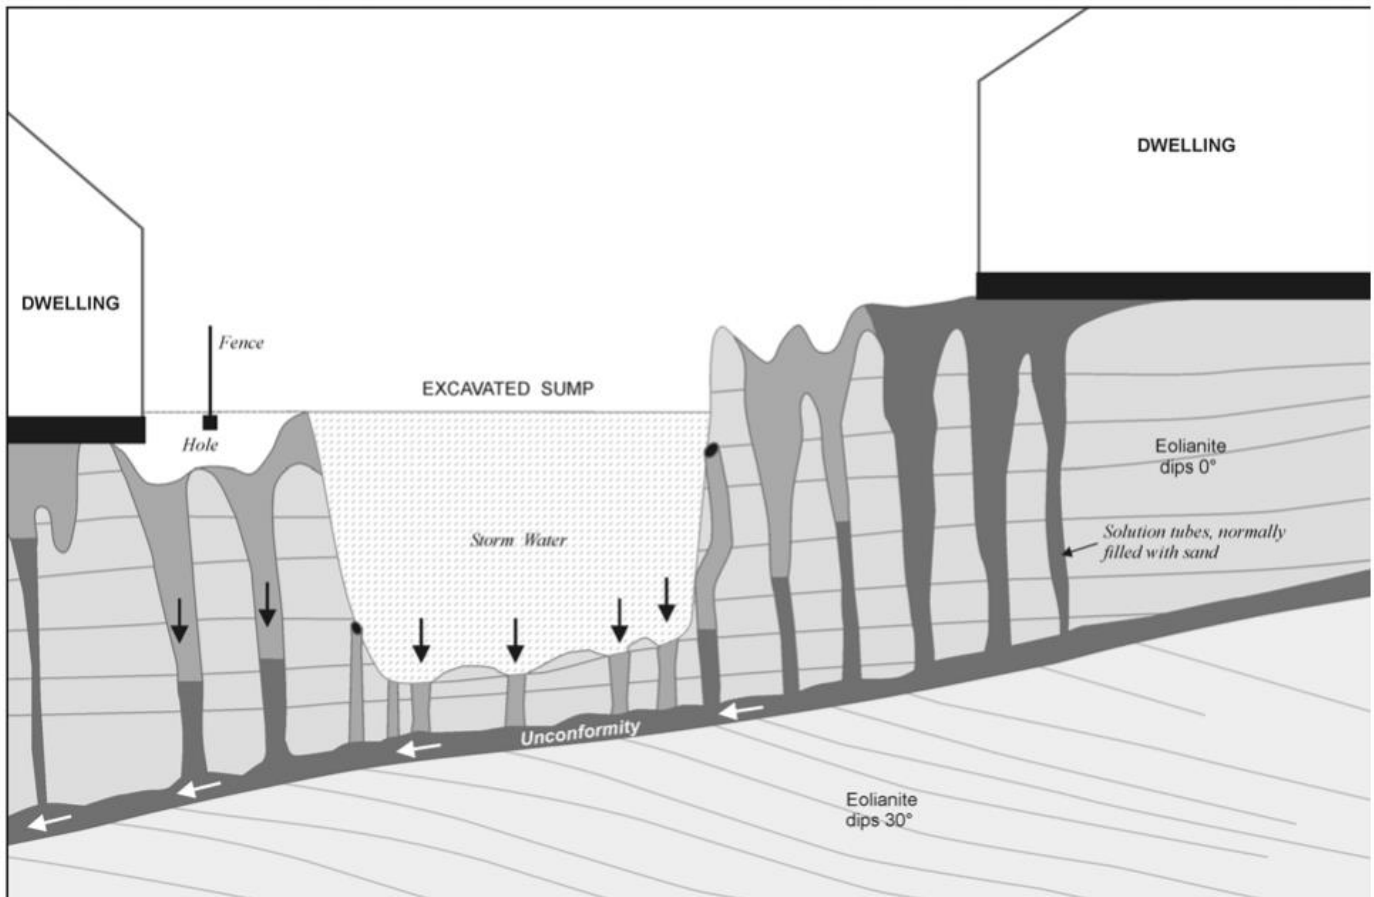 DWELLING
DWELLING
Fence
EXCAVATED SUMP
Hole
Eolianite
dips 0°
Storm Water
Solution tubes, normally
filled with sand
Unconformity
Eolianite
dips 30°